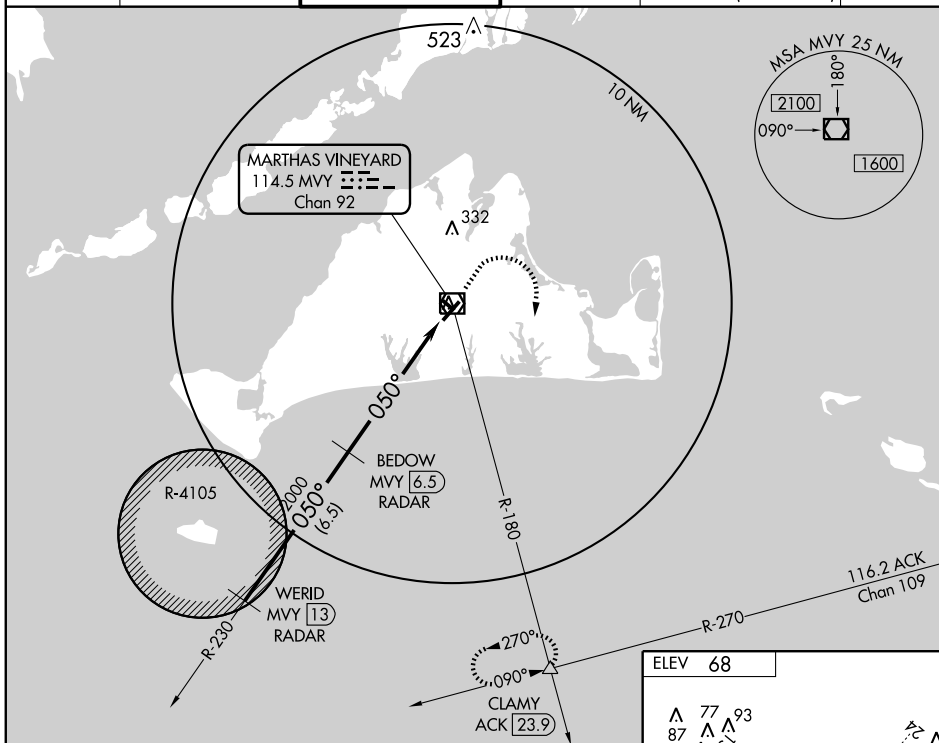 523
10 NM
MSA MVY 25 NM
180°
2100
090°
1600
MARTHAS VINEYARD
114.5 MVY
Chan 92
332
050°
BEDOW
MVY 6.5
RADAR
R-4105
2000
050°
(6.5)
R-180
WERID
MVY 13
RADAR
R-230
116.2 ACK
Chan 109
R-270
270°
090°
CLAMY
ACK 23.9
ELEV 68
77
93
87
24